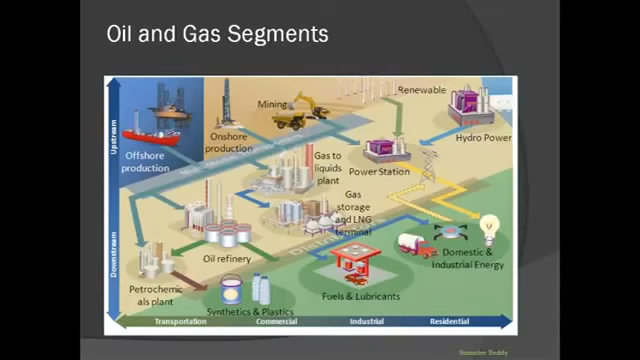 Oil and Gas Segments
Upstream
Offshore
production
Onshore
production
Mining
Renewable
Hydro Power
Gas to
liquids
plant
Power Station
Gas
storage
and LNG
terminal
Downstream
Oil refinery
Petrochemic
als plant
Synthetics & Plastics
Fuels & Lubricants
Domestic &
Industrial Energy
Transportation
Commercial
Industrial
Residential